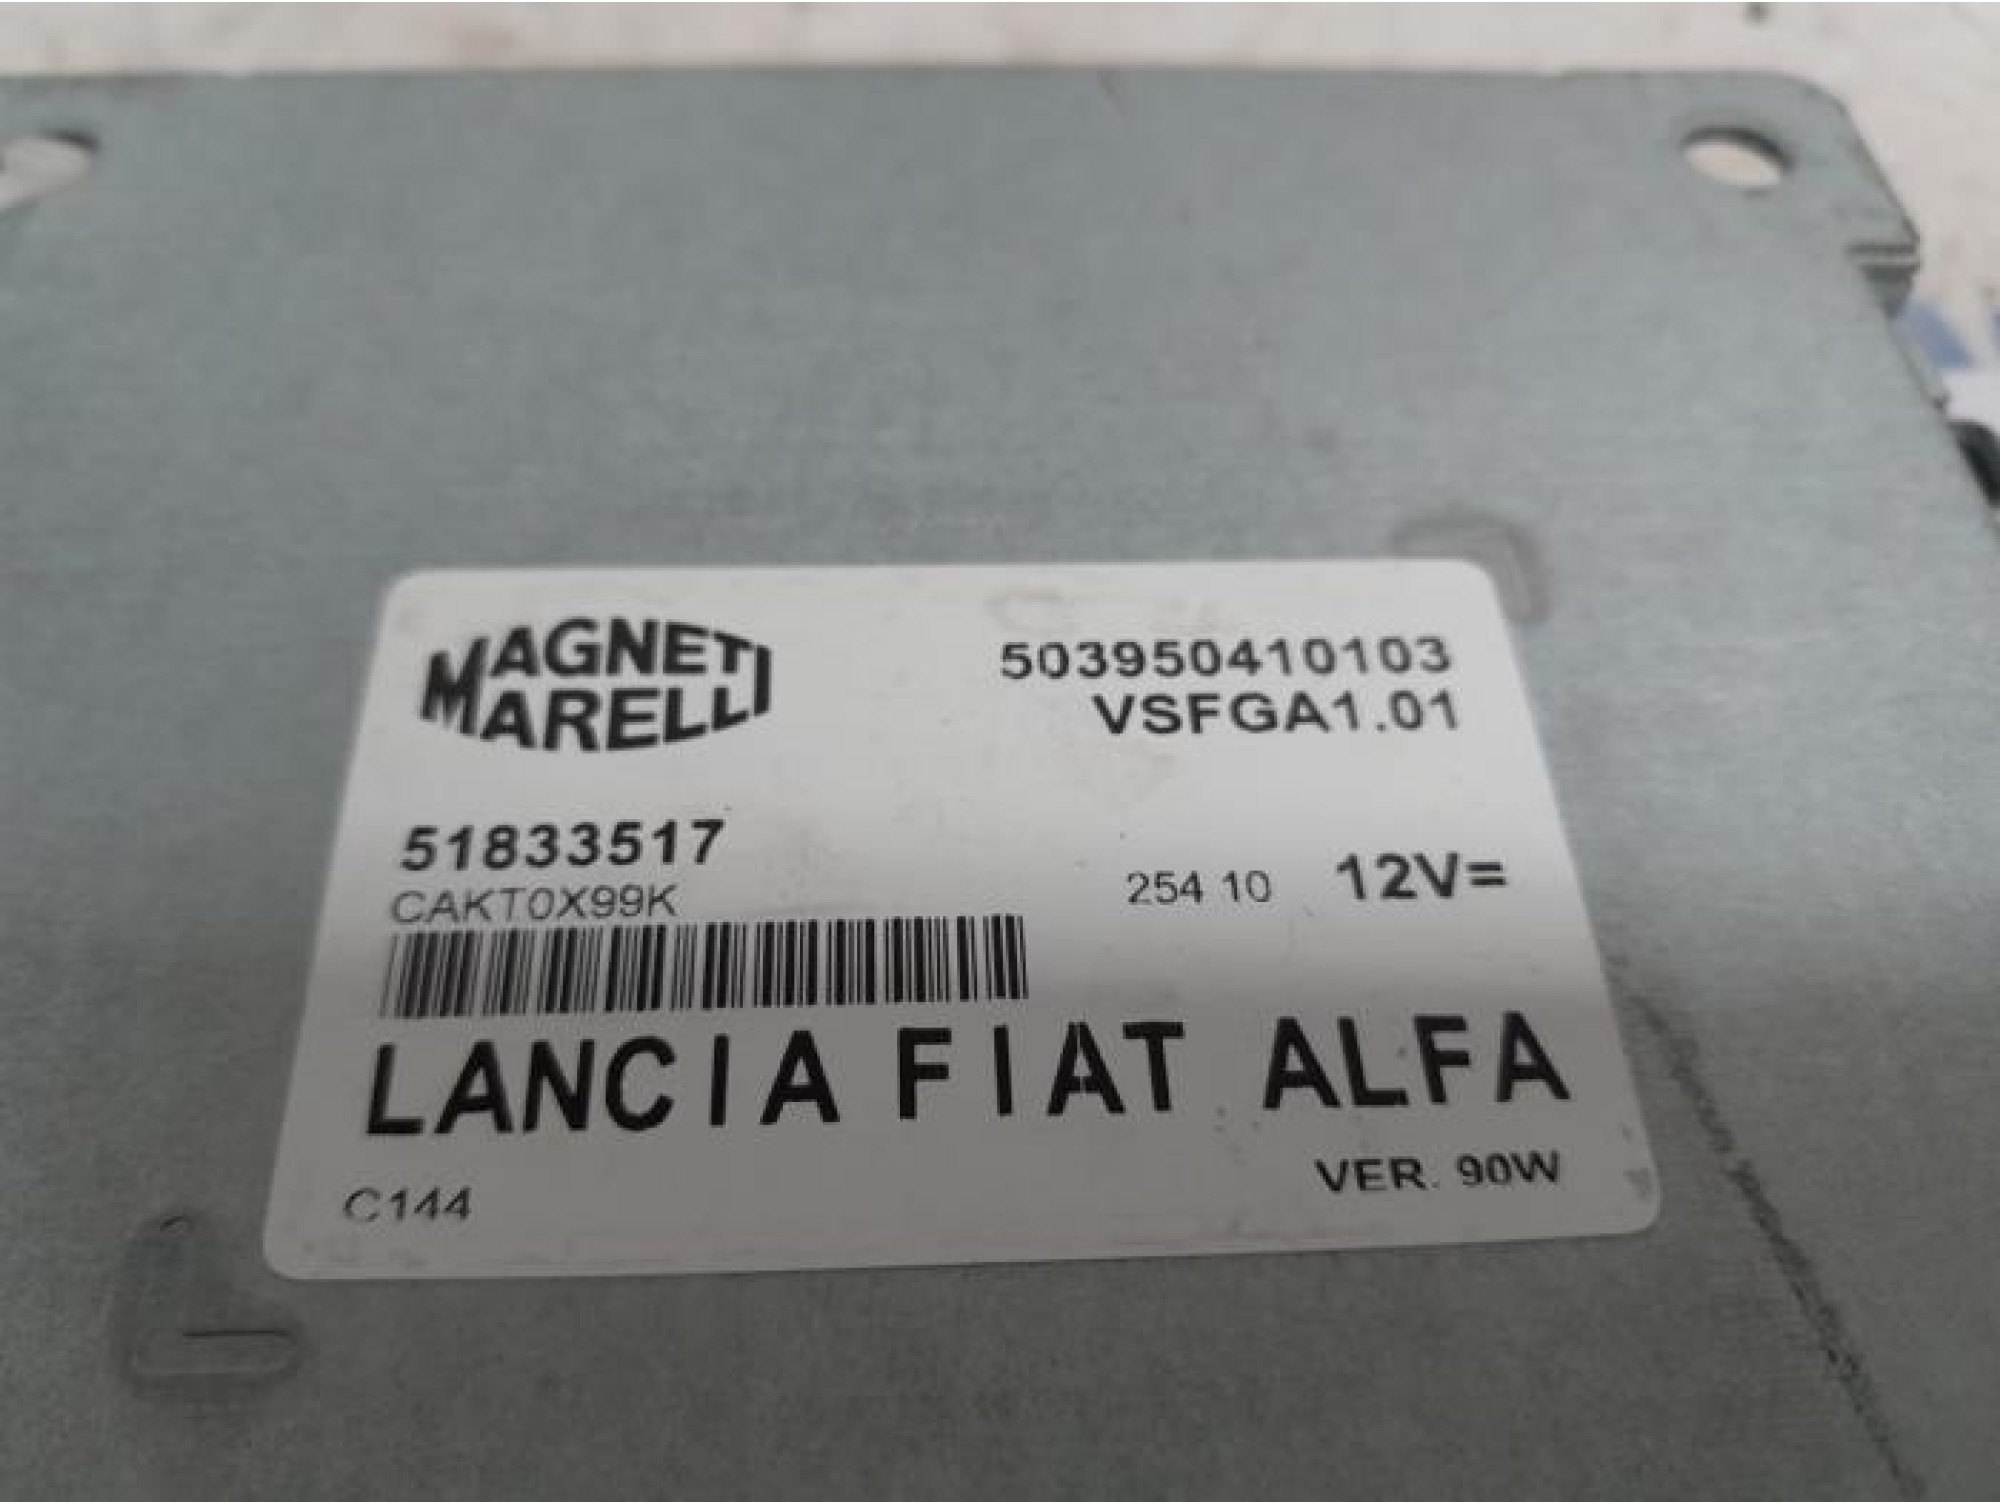 MAGNETI
MARELLI
503950410103
VSFGA1.01
51833517
CAKT0X99K
254 10 12V=
LANCIA FIAT ALFA
VER. 90W
C144